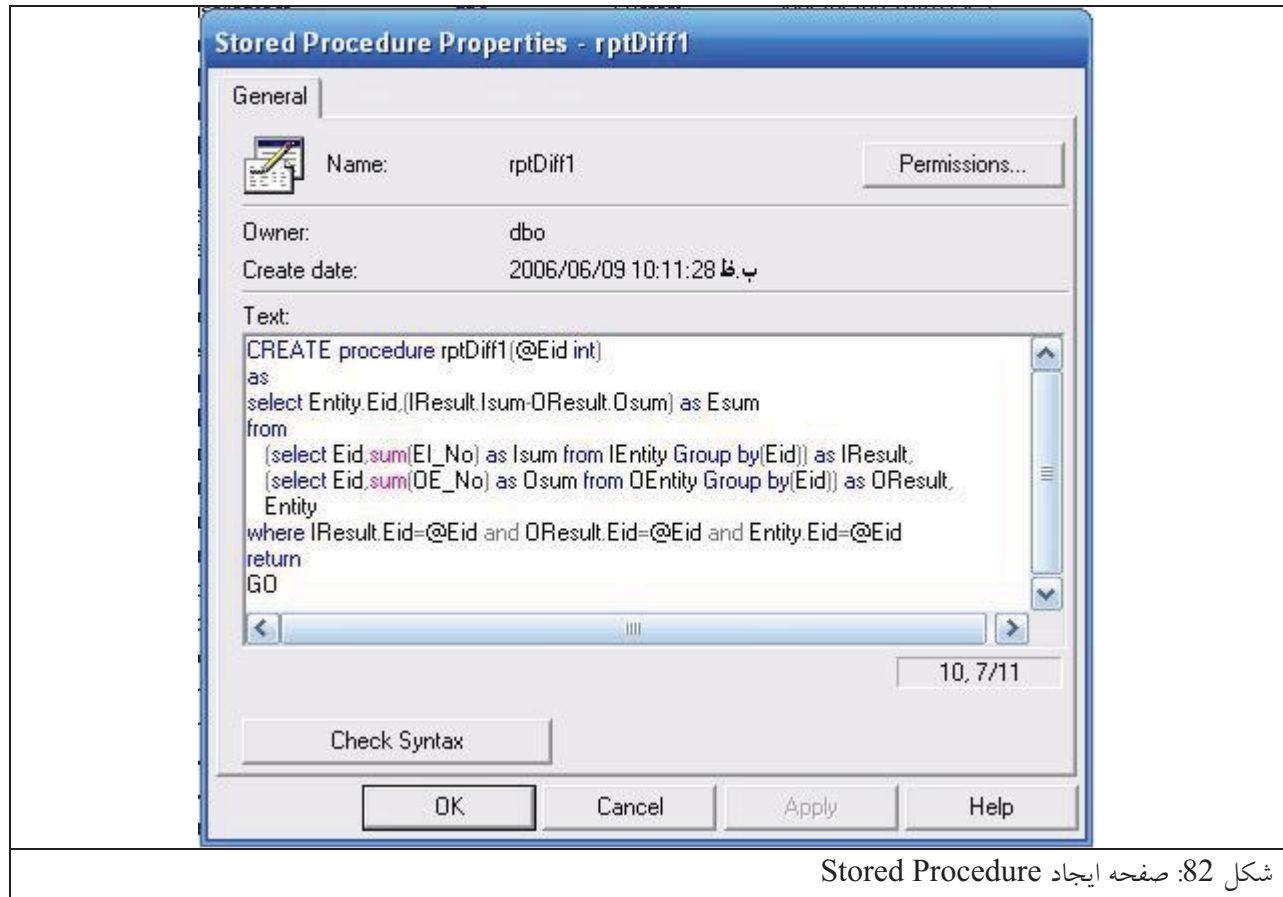 Stored Procedure Properties - rptDiff1
General
Name: rptDiff1 Permissions...
Owner: dbo
Create date: 2006/06/09 10:11:28 ب.ظ
Text:
CREATE procedure rptDiff1(@Eid int)
as
select Entity.Eid,(IResult.Isum-OResult.Osum) as Esum
from
(select Eid,sum(EI_No) as Isum from IEntity Group by(Eid)) as IResult,
(select Eid,sum(OE_No) as Osum from OEntity Group by(Eid)) as OResult,
Entity
where IResult.Eid=@Eid and OResult.Eid=@Eid and Entity.Eid=@Eid
return
GO
10, 7/11
Check Syntax
OK Cancel Apply Help
شکل 82: صفحه ایجاد Stored Procedure